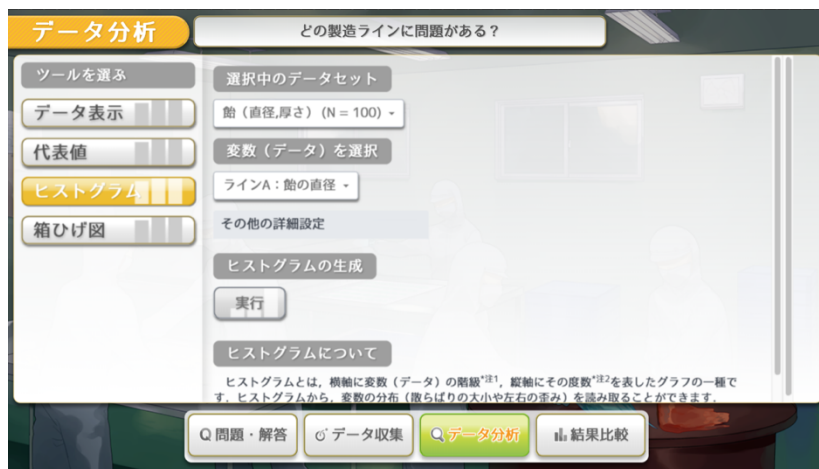 データ分析
どの製造ラインに問題がある？
ツールを選ぶ
データ表示
代表値
ヒストグラム
箱ひげ図
選択中のデータセット
飴（直径,厚さ）(N = 100)
変数（データ）を選択
ラインA：飴の直径
その他の詳細設定
ヒストグラムの生成
実行
ヒストグラムについて
ヒストグラムとは，横軸に変数（データ）の階級*注1，縦軸にその度数*注2を表したグラフの一種で
す．ヒストグラムから，変数の分布（散らばりの大小や左右の歪み）を読み取ることができます．
問題・解答
データ収集
データ分析
結果比較